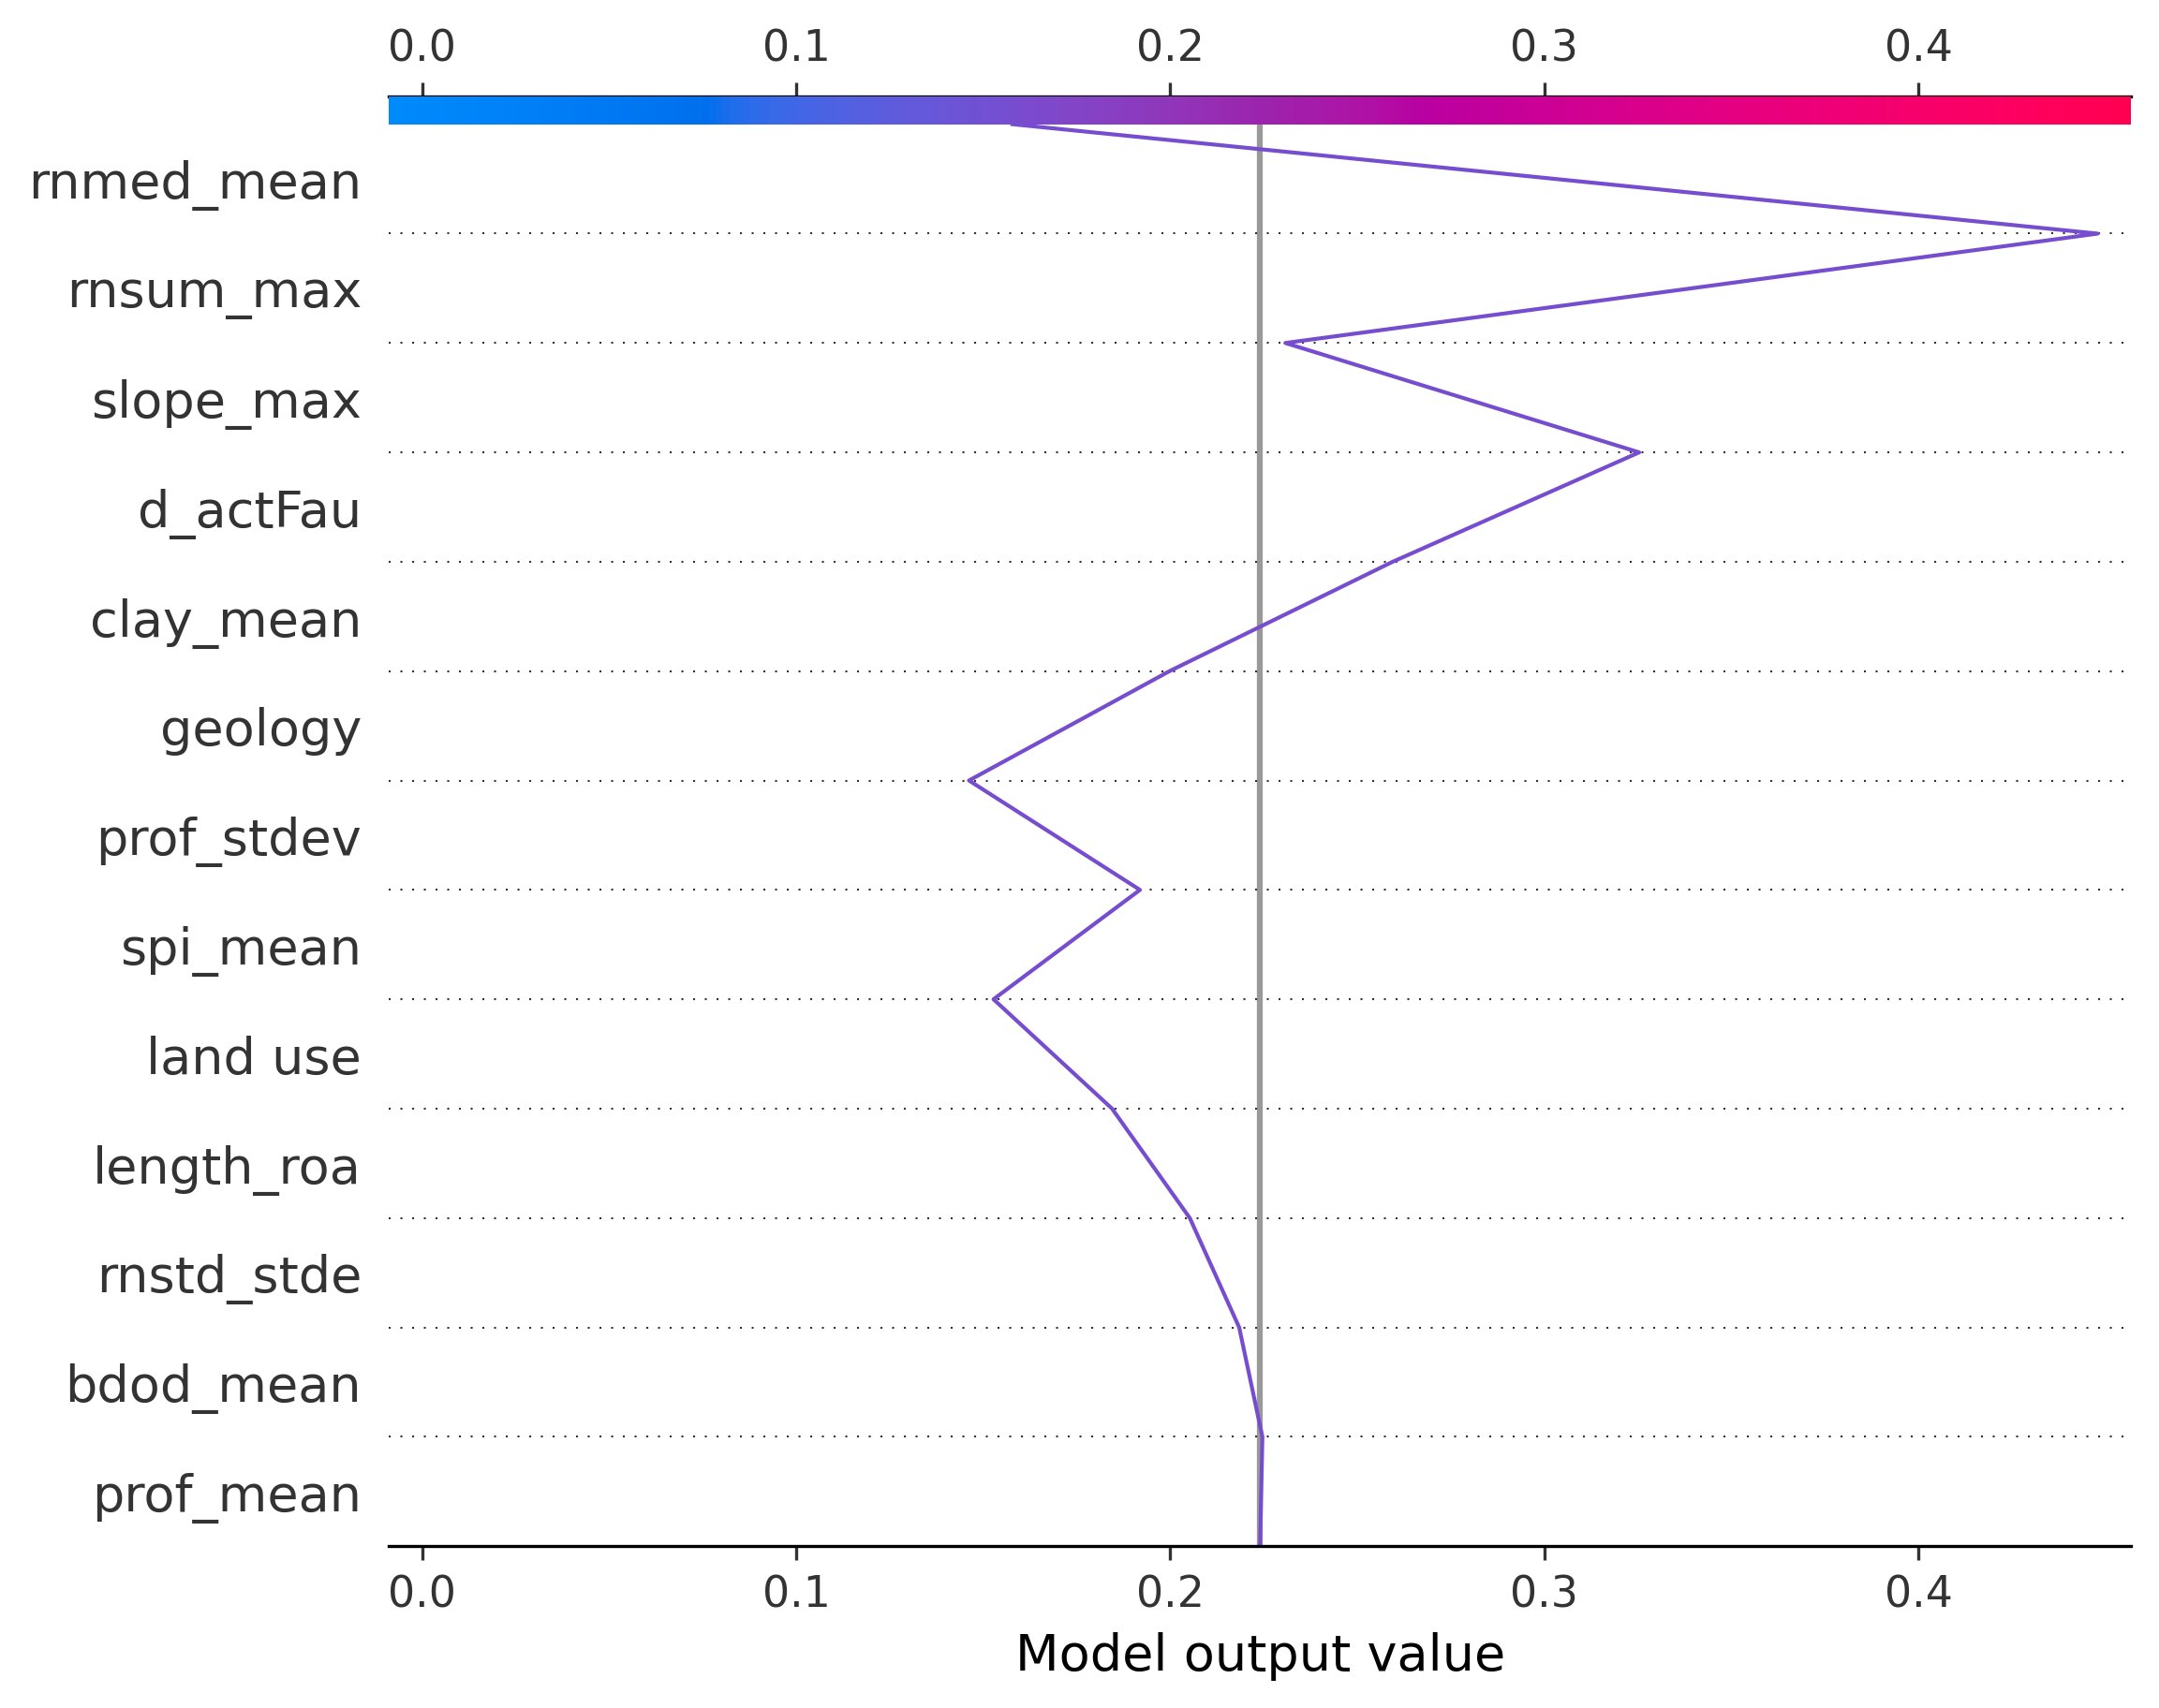 0.0 0.1 0.2 0.3 0.4
rnmed_mean
rnsum_max
slope_max
d_actFau
clay_mean
geology
prof_stdev
spi_mean
land use
length_roa
rnstd_stde
bdod_mean
prof_mean
0.0 0.1 0.2 0.3 0.4
Model output value